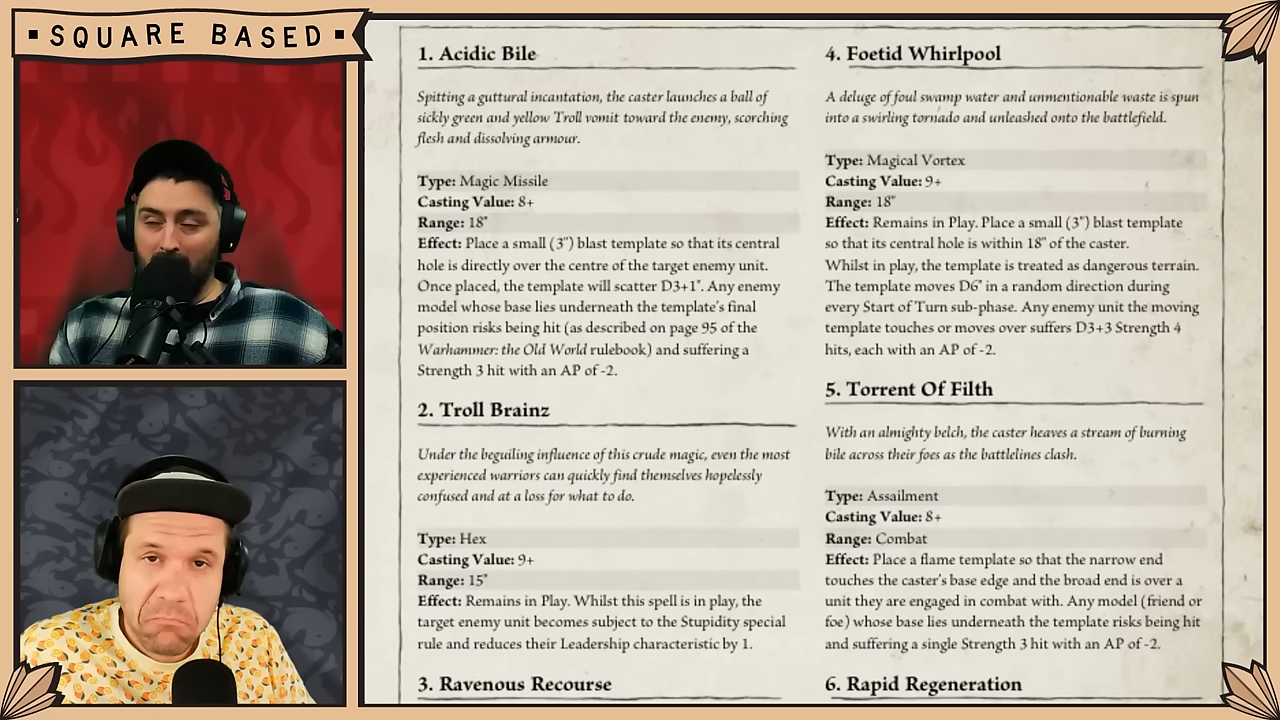 SQUARE BASED
1. Acidic Bile
Spitting a guttural incantation, the caster launches a ball of
sickly green and yellow Troll vomit toward the enemy, scorching
flesh and dissolving armour.
Type: Magic Missile
Casting Value: 8+
Range: 18"
Effect: Place a small (3") blast template so that its central
hole is directly over the centre of the target enemy unit.
Once placed, the template will scatter D3+1". Any enemy
model whose base lies underneath the template's final
position risks being hit (as described on page 95 of the
Warhammer: the Old World rulebook) and suffering a
Strength 3 hit with an AP of -2.
2. Troll Brainz
Under the beguiling influence of this crude magic, even the most
experienced warriors can quickly find themselves hopelessly
confused and at a loss for what to do.
Type: Hex
Casting Value: 9+
Range: 15"
Effect: Remains in Play. Whilst this spell is in play, the
target enemy unit becomes subject to the Stupidity special
rule and reduces their Leadership characteristic by 1.
3. Ravenous Recourse
4. Foetid Whirlpool
A deluge of foul swamp water and unmentionable waste is spun
into a swirling tornado and unleashed onto the battlefield.
Type: Magical Vortex
Casting Value: 9+
Range: 18"
Effect: Remains in Play. Place a small (3") blast template
so that its central hole is within 18" of the caster.
Whilst in play, the template is treated as dangerous terrain.
The template moves D6" in a random direction during
every Start of Turn sub-phase. Any enemy unit the moving
template touches or moves over suffers D3+3 Strength 4
hits, each with an AP of -2.
5. Torrent Of Filth
With an almighty belch, the caster heaves a stream of burning
bile across their foes as the battlelines clash.
Type: Assailment
Casting Value: 8+
Range: Combat
Effect: Place a flame template so that the narrow end
touches the caster's base edge and the broad end is over a
unit they are engaged in combat with. Any model (friend or
foe) whose base lies underneath the template risks being hit
and suffering a single Strength 3 hit with an AP of -2.
6. Rapid Regeneration